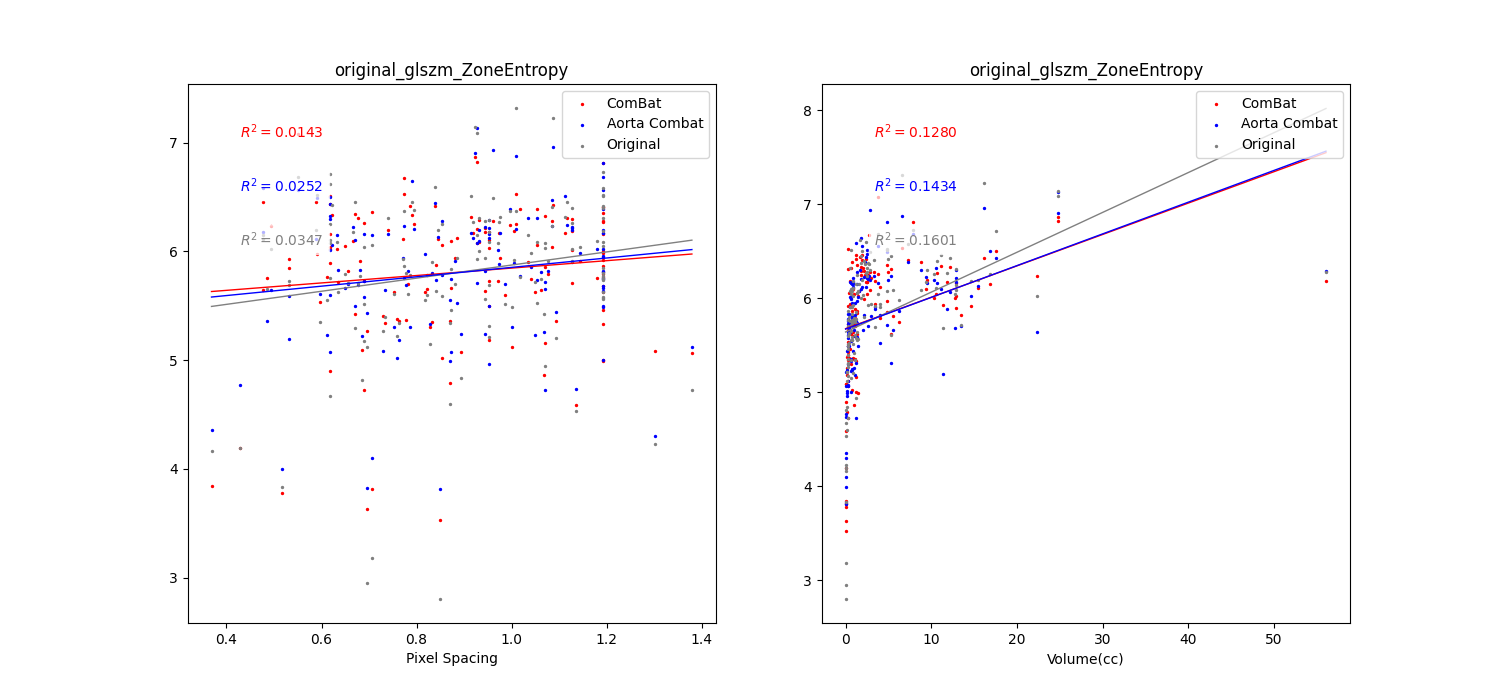 original_glszm_ZoneEntropy
ComBat
Aorta Combat
Original
R² = 0.0143
R² = 0.0252
R² = 0.0347
7
6
5
4
3
0.4 0.6 0.8 1.0 1.2 1.4
Pixel Spacing
original_glszm_ZoneEntropy
ComBat
Aorta Combat
Original
R² = 0.1280
R² = 0.1434
R² = 0.1601
8
7
6
5
4
3
0 10 20 30 40 50
Volume(cc)